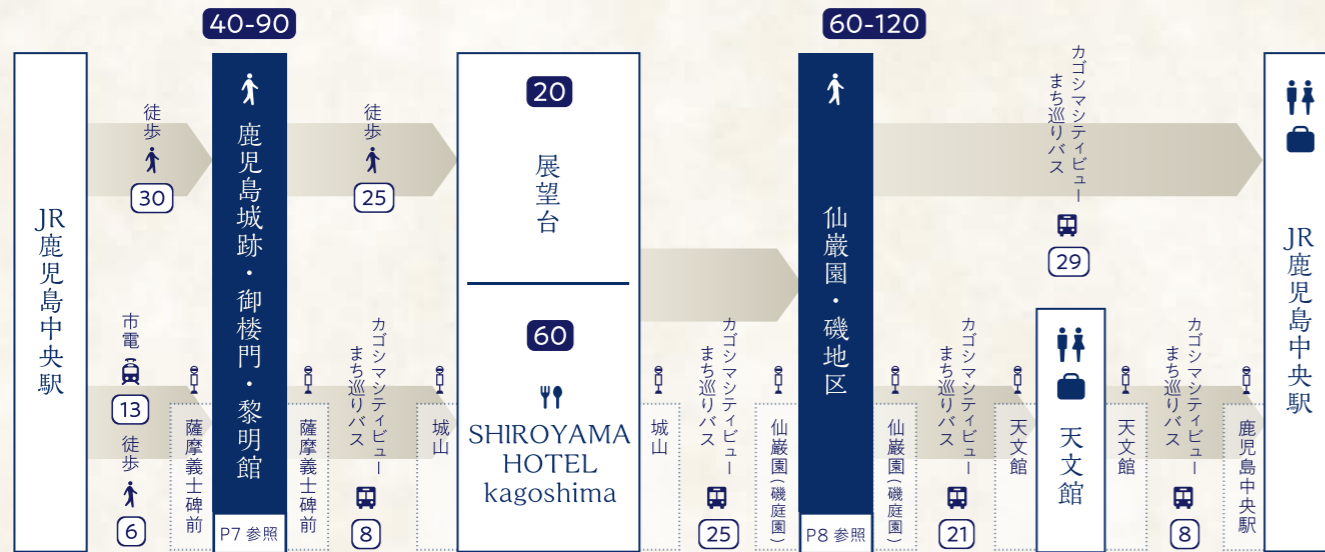 JR鹿児島中央駅
徒歩
30
市電
13
徒歩
6
薩摩義士碑前
40-90
鹿児島城跡・御楼門・黎明館
P7 参照
徒歩
25
薩摩義士碑前
カゴシマシティビュー
まち巡りバス
8
城山
20
展望台
60
SHIROYAMA
HOTEL
kagoshima
城山
カゴシマシティビュー
まち巡りバス
25
仙巌園(磯庭園)
60-120
仙巌園・磯地区
P8 参照
カゴシマシティビュー
まち巡りバス
29
仙巌園(磯庭園)
カゴシマシティビュー
まち巡りバス
21
天文館
天文館
天文館
カゴシマシティビュー
まち巡りバス
8
鹿児島中央駅
JR鹿児島中央駅